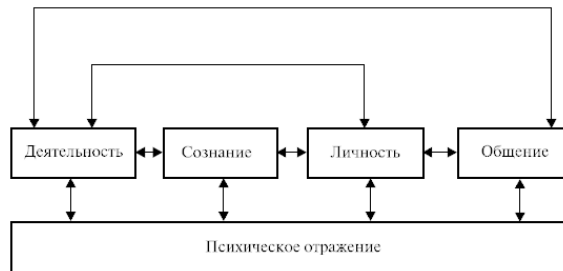 Деятельность
Сознание
Личность
Общение
Психическое отражение